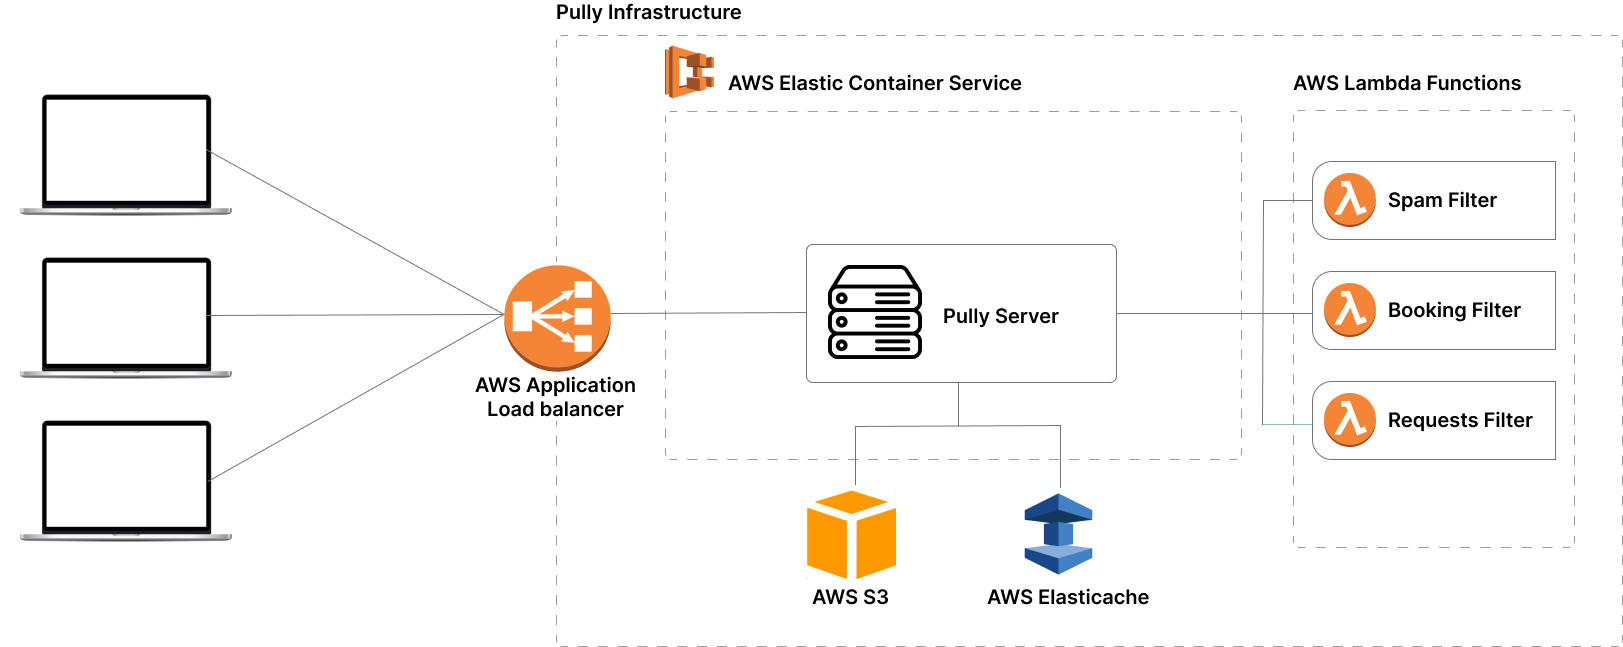 Pully Infrastructure
AWS Elastic Container Service
AWS Lambda Functions
Spam Filter
Booking Filter
Pully Server
AWS Application
Load balancer
Requests Filter
AWS S3
AWS Elasticache